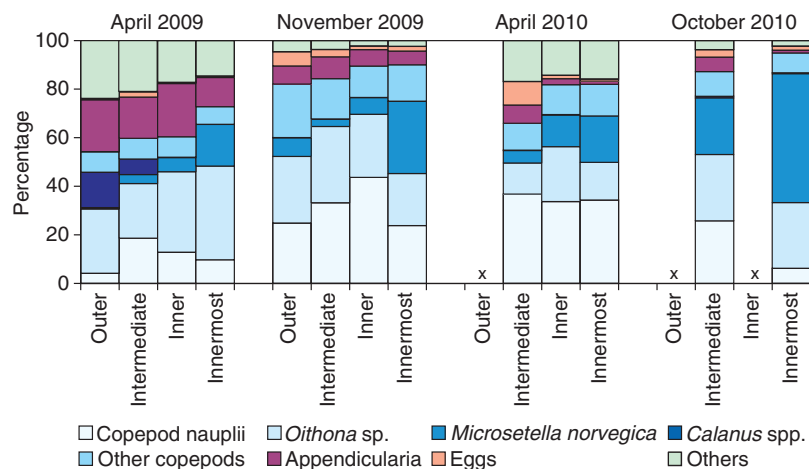 April 2009 November 2009 April 2010 October 2010
100
80
60
40
20
0
Percentage
x x x
Outer Intermediate Inner Innermost Outer Intermediate Inner Innermost Outer Intermediate Inner Innermost Outer Intermediate Inner Innermost
Copepod nauplii Oithona sp. Microsetella norvegica Calanus spp.
Other copepods Appendicularia Eggs Others